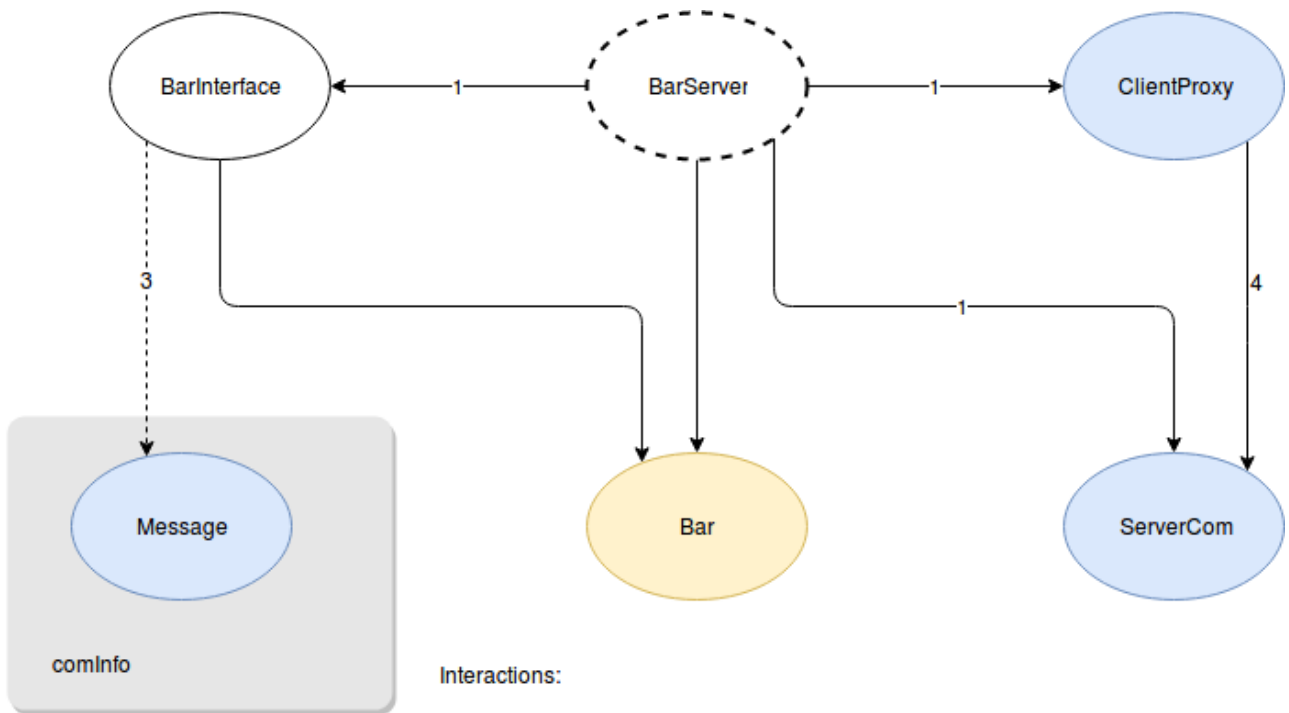 BarInterface
1
BarServer
1
ClientProxy
3
4
1
Message
Bar
ServerCom
comInfo
Interactions: